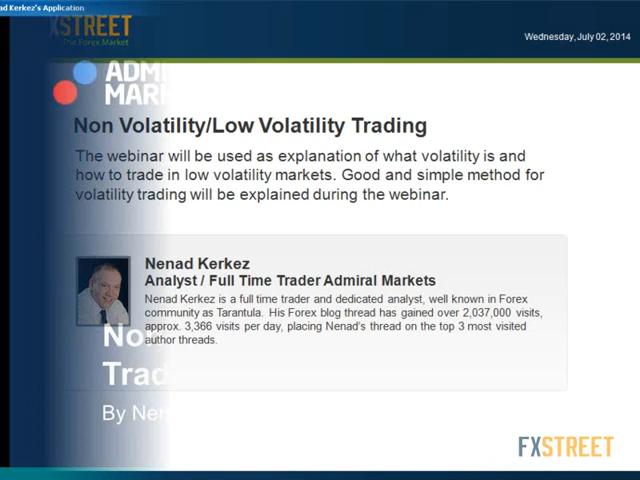 ad Kerkez's Application
XSTREET
The Forex Market
Wednesday, July 02, 2014
ADMI
MAR
Non Volatility/Low Volatility Trading
The webinar will be used as explanation of what volatility is and
how to trade in low volatility markets. Good and simple method for
volatility trading will be explained during the webinar.
Nenad Kerkez
Analyst / Full Time Trader Admiral Markets
Nenad Kerkez is a full time trader and dedicated analyst, well known in Forex
community as Tarantula. His Forex blog thread has gained over 2,037,000 visits,
approx. 3,366 visits per day, placing Nenad's thread on the top 3 most visited
author threads.
Non
Trad
By Nen
FXSTREET